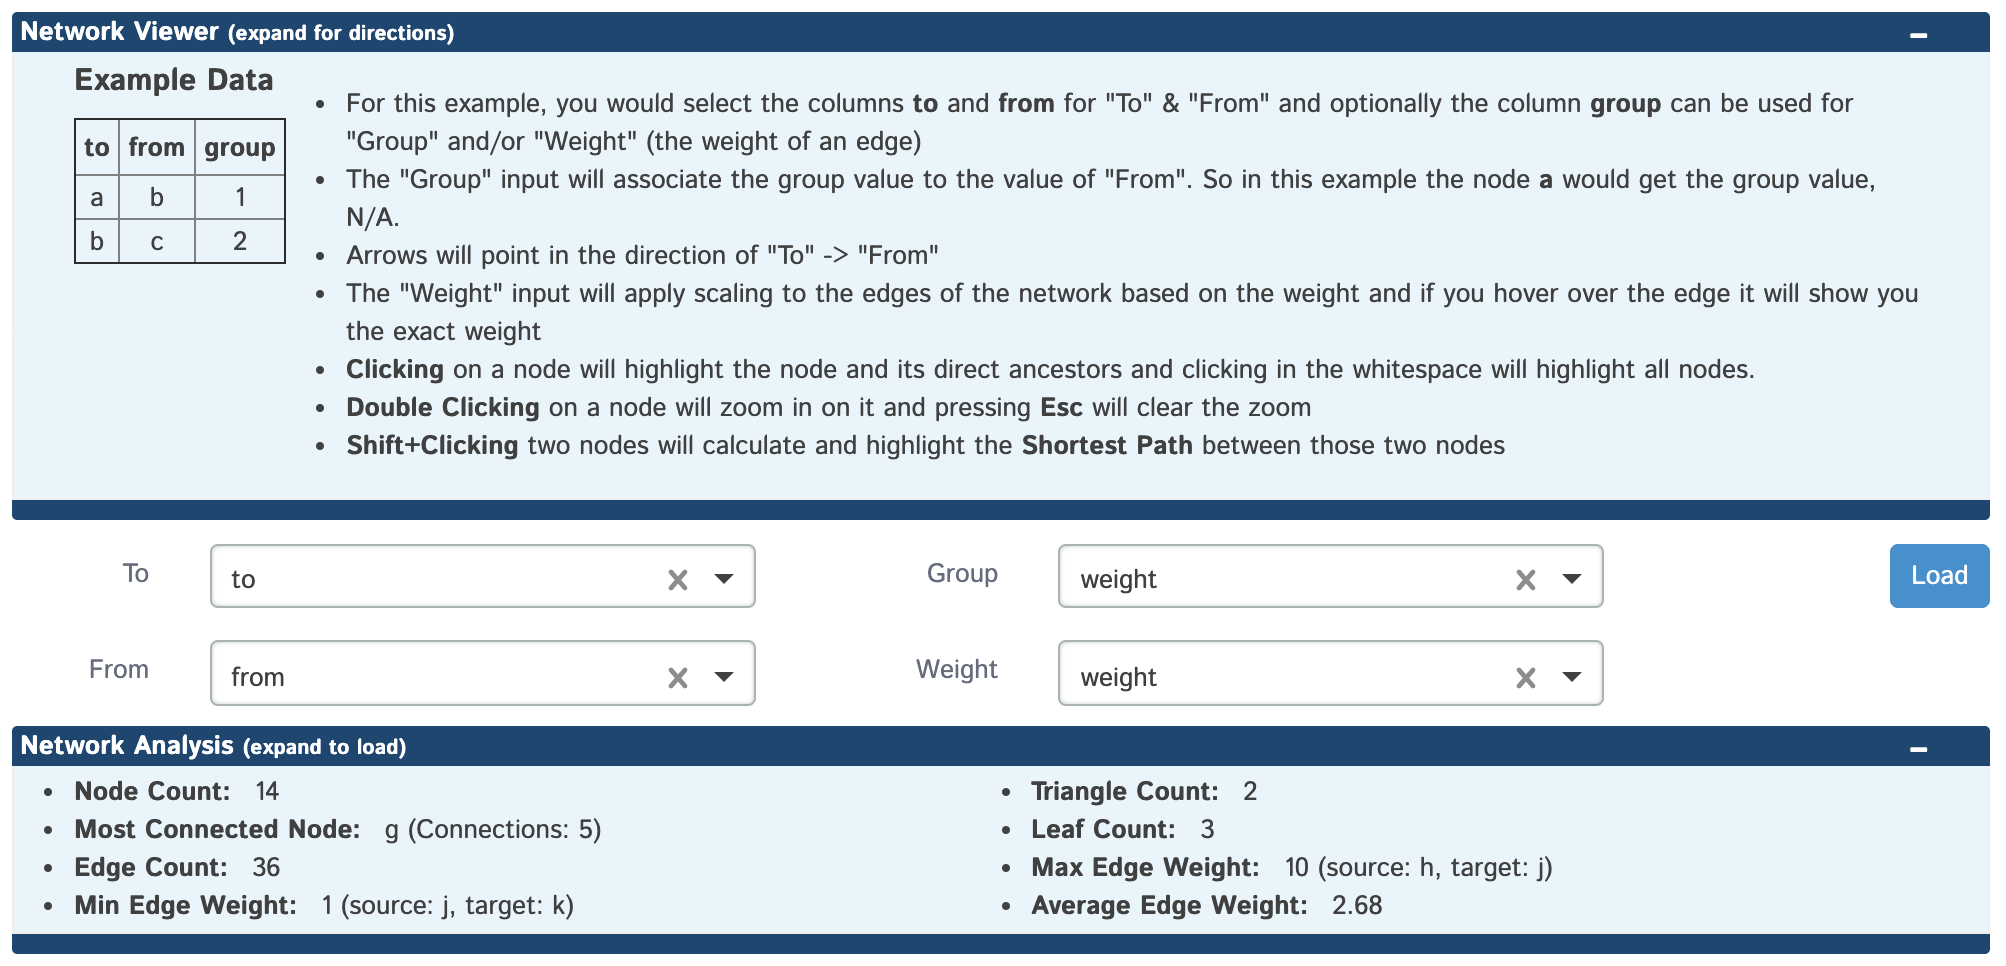 Network Viewer (expand for directions)
Example Data
to from group
a b 1
b c 2
• For this example, you would select the columns to and from for "To" & "From" and optionally the column group can be used for
"Group" and/or "Weight" (the weight of an edge)
• The "Group" input will associate the group value to the value of "From". So in this example the node a would get the group value,
N/A.
• Arrows will point in the direction of "To" -> "From"
• The "Weight" input will apply scaling to the edges of the network based on the weight and if you hover over the edge it will show you
the exact weight
• Clicking on a node will highlight the node and its direct ancestors and clicking in the whitespace will highlight all nodes.
• Double Clicking on a node will zoom in on it and pressing Esc will clear the zoom
• Shift+Clicking two nodes will calculate and highlight the Shortest Path between those two nodes
To to Group weight Load
From from Weight weight
Network Analysis (expand to load)
• Node Count: 14
• Most Connected Node: g (Connections: 5)
• Edge Count: 36
• Min Edge Weight: 1 (source: j, target: k)
• Triangle Count: 2
• Leaf Count: 3
• Max Edge Weight: 10 (source: h, target: j)
• Average Edge Weight: 2.68